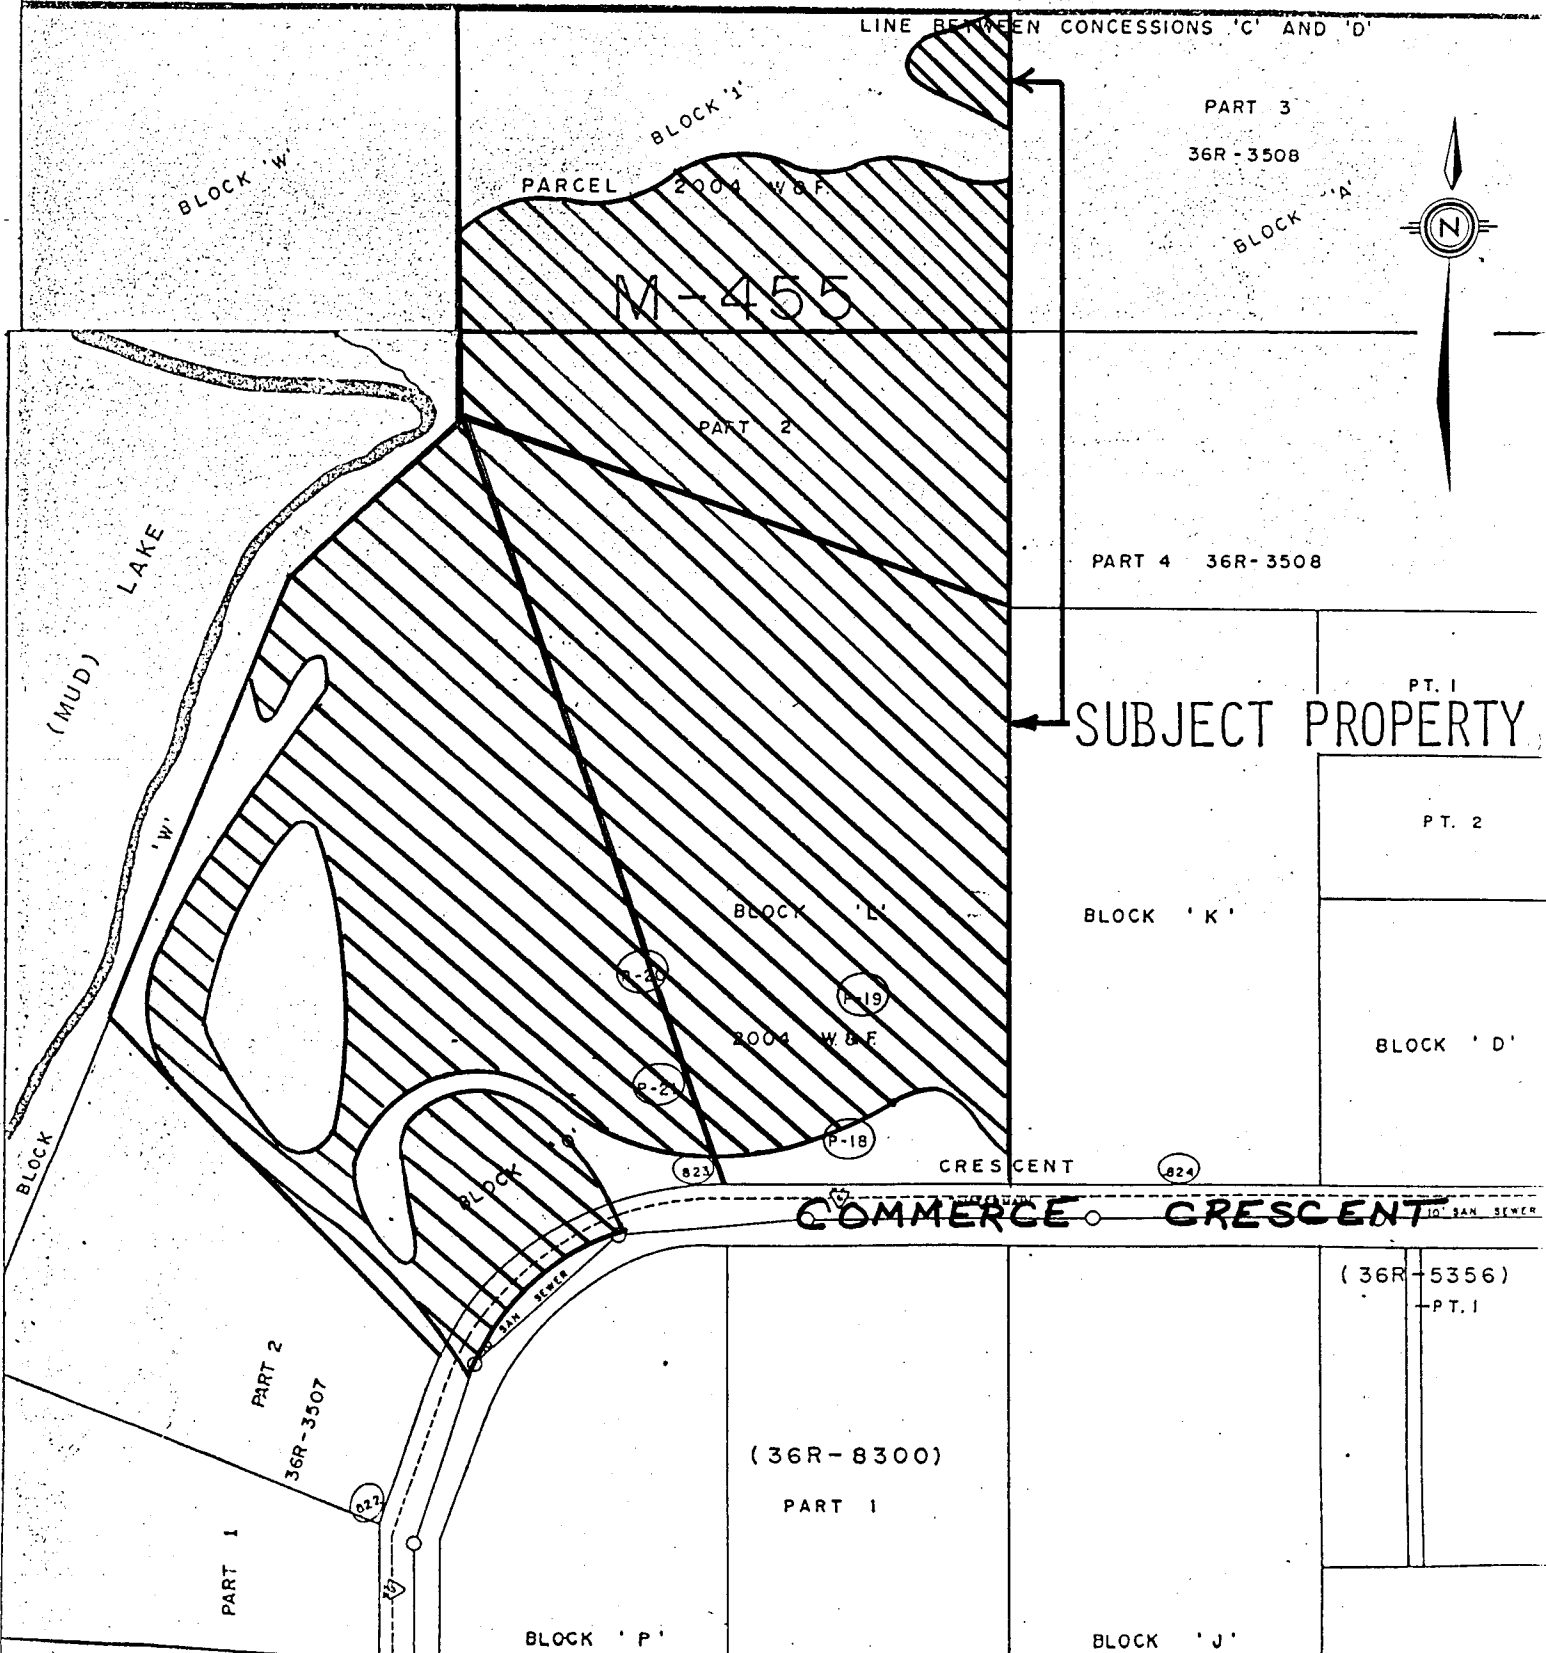 LINE BETWEEN CONCESSIONS 'C' AND 'D'
BLOCK '1'
PART 3
36R-3508
BLOCK 'A'
BLOCK 'W'
PARCEL 2004 W & F.
N
M-455
PART 2
(MUD) LAKE
PART 4 36R-3508
PT. 1
SUBJECT PROPERTY
PT. 2
BLOCK 'W'
BLOCK 'L'
BLOCK 'K'
P-19
2004 W. & F.
BLOCK 'D'
P-21
P-18
BLOCK 'O'
823
CRESCENT
824
COMMERCE CRESCENT
10" SAN SEWER
SAN SEWER
(36R-5356)
PT. 1
PART 2
36R-3507
(36R-8300)
PART 1
822
PART 1
BLOCK 'P'
BLOCK 'J'